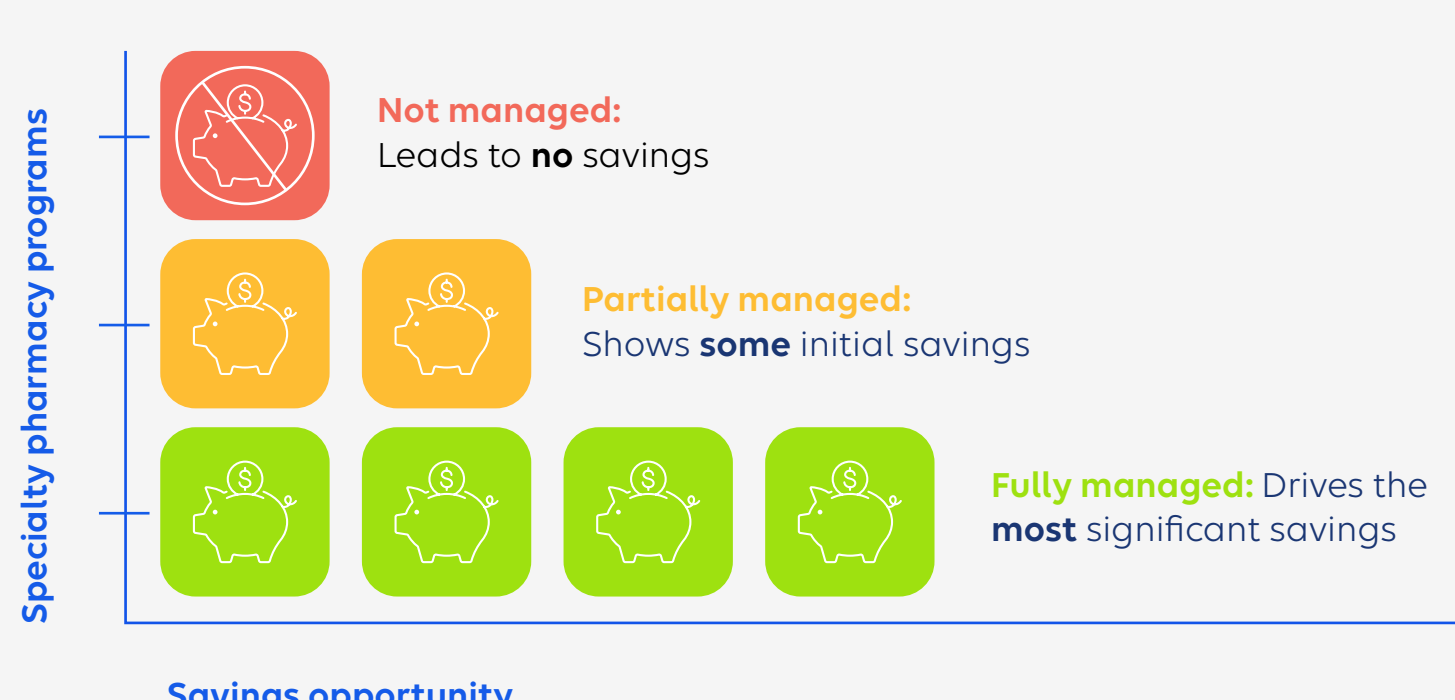 Specialty pharmacy programs
$
Not managed:
Leads to no savings
$ $
Partially managed:
Shows some initial savings
$ $ $ $
Fully managed: Drives the
most significant savings
Savings opportunity